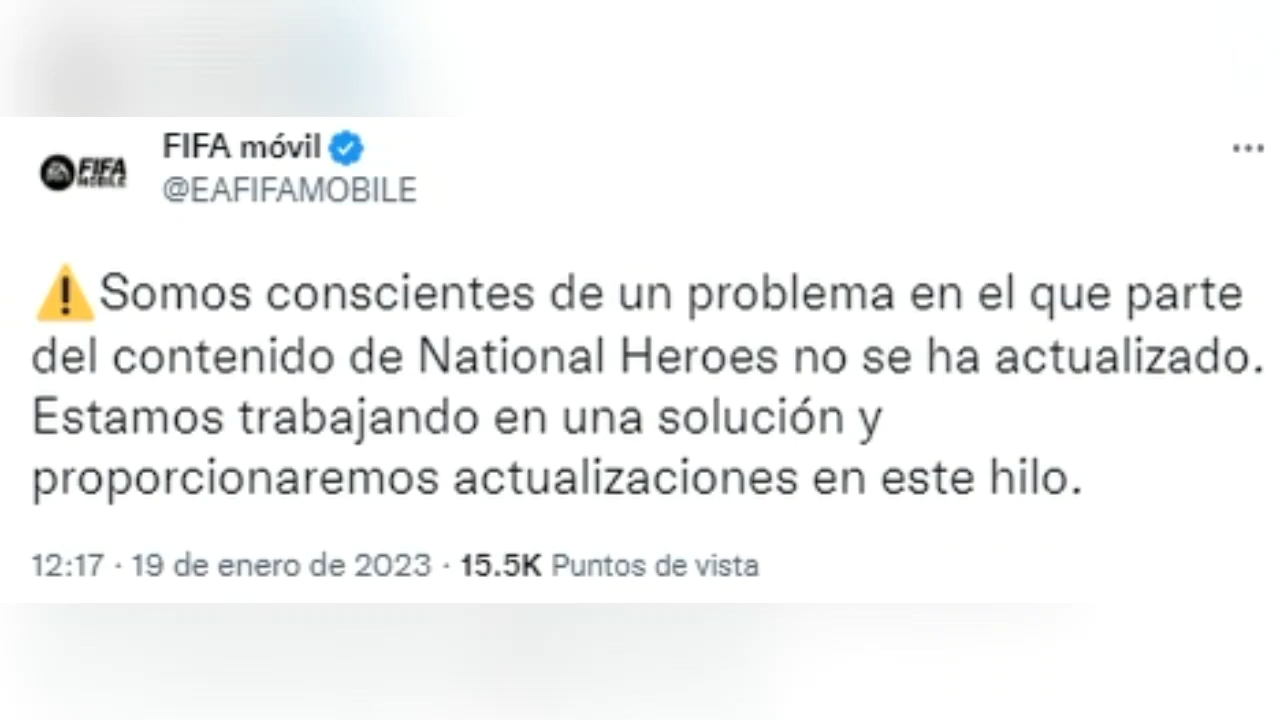 FIFA móvil
FIFA
MOBILE
@EAFIFAMOBILE
⚠️Somos conscientes de un problema en el que parte
del contenido de National Heroes no se ha actualizado.
Estamos trabajando en una solución y
proporcionaremos actualizaciones en este hilo.
12:17 · 19 de enero de 2023 · 15.5K Puntos de vista